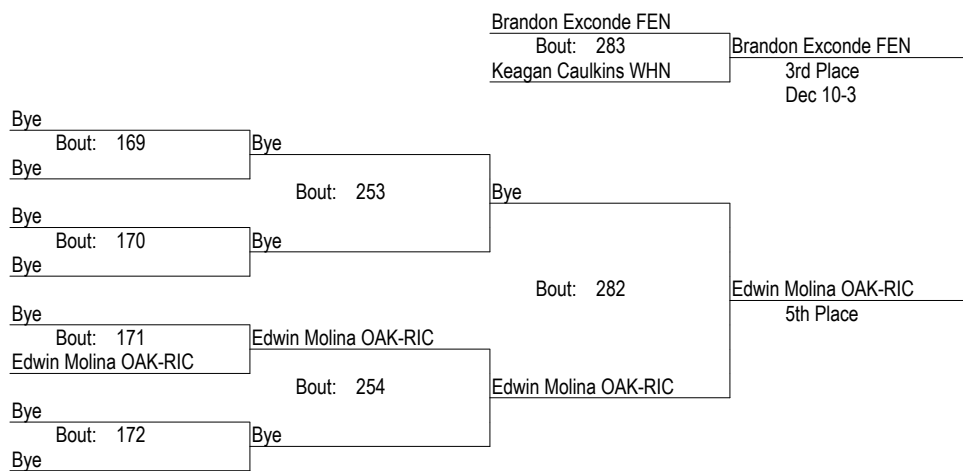 Brandon Exconde FEN
Bout: 283
Brandon Exconde FEN
Keagan Caulkins WHN
3rd Place
Dec 10-3
Bye
Bout: 169
Bye
Bye
Bout: 253
Bye
Bye
Bout: 170
Bye
Bye
Bout: 282
Edwin Molina OAK-RIC
5th Place
Bye
Bout: 171
Edwin Molina OAK-RIC
Edwin Molina OAK-RIC
Bout: 254
Edwin Molina OAK-RIC
Bye
Bout: 172
Bye
Bye